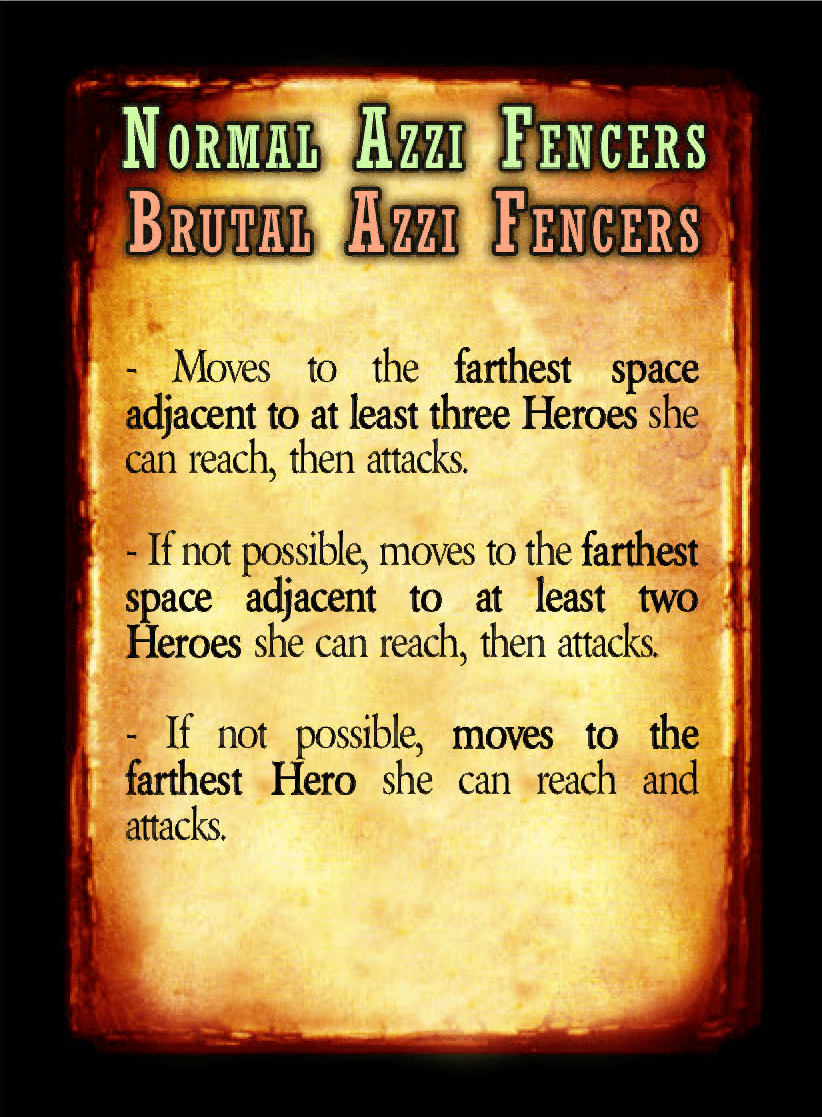 Normal Azzi Fencers
Brutal Azzi Fencers
- Moves to the farthest space
adjacent to at least three Heroes she
can reach, then attacks.
- If not possible, moves to the farthest
space adjacent to at least two
Heroes she can reach, then attacks.
- If not possible, moves to the
farthest Hero she can reach and
attacks.